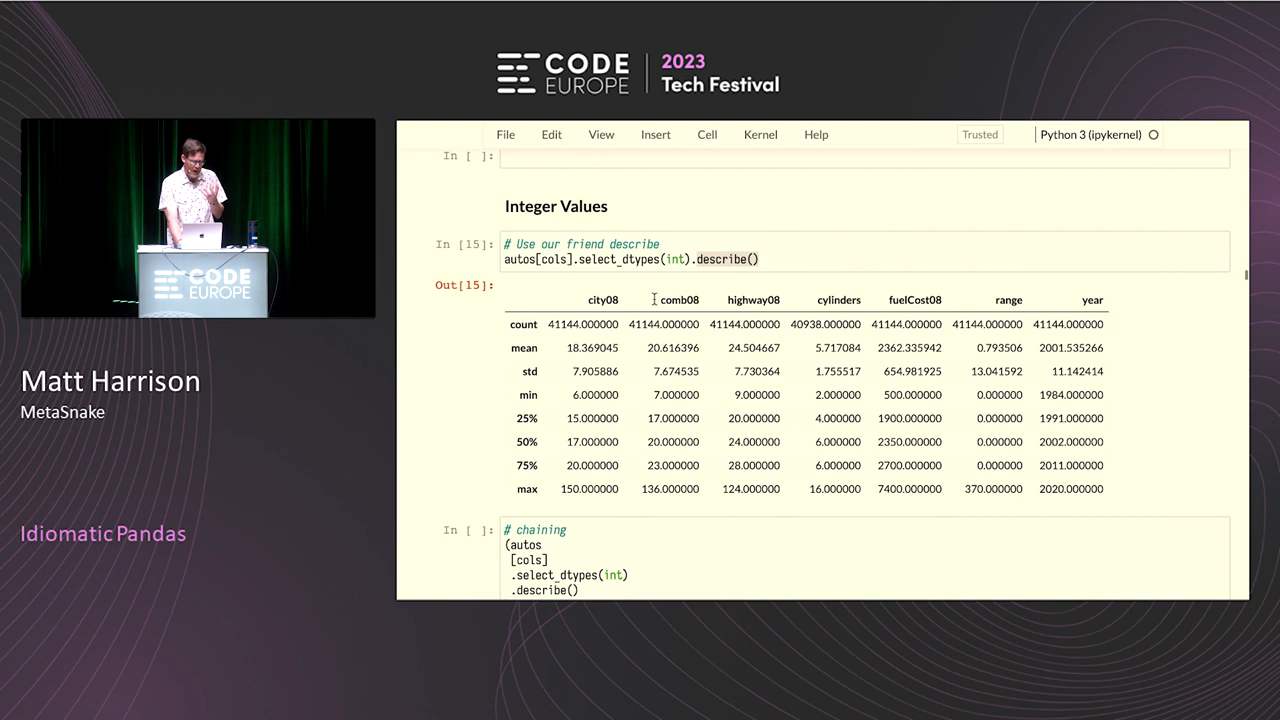 CODE
EUROPE
2023
Tech Festival
File Edit View Insert Cell Kernel Help Trusted Python 3 (ipykernel)
In [ ]:
Integer Values
In [15]: # Use our friend describe
autos[cols].select_dtypes(int).describe()
Out[15]:
city08 comb08 highway08 cylinders fuelCost08 range year
count 41144.000000 41144.000000 41144.000000 40938.000000 41144.000000 41144.000000 41144.000000
mean 18.369045 20.616396 24.504667 5.717084 2362.335942 0.793506 2001.535266
std 7.905886 7.674535 7.730364 1.755517 654.981925 13.041592 11.142414
min 6.000000 7.000000 9.000000 2.000000 500.000000 0.000000 1984.000000
25% 15.000000 17.000000 20.000000 4.000000 1900.000000 0.000000 1991.000000
50% 17.000000 20.000000 24.000000 6.000000 2350.000000 0.000000 2002.000000
75% 20.000000 23.000000 28.000000 6.000000 2700.000000 0.000000 2011.000000
max 150.000000 136.000000 124.000000 16.000000 7400.000000 370.000000 2020.000000
In [ ]: # chaining
(autos
[cols]
.select_dtypes(int)
.describe()
CODE
EUROPE
Matt Harrison
MetaSnake
Idiomatic Pandas